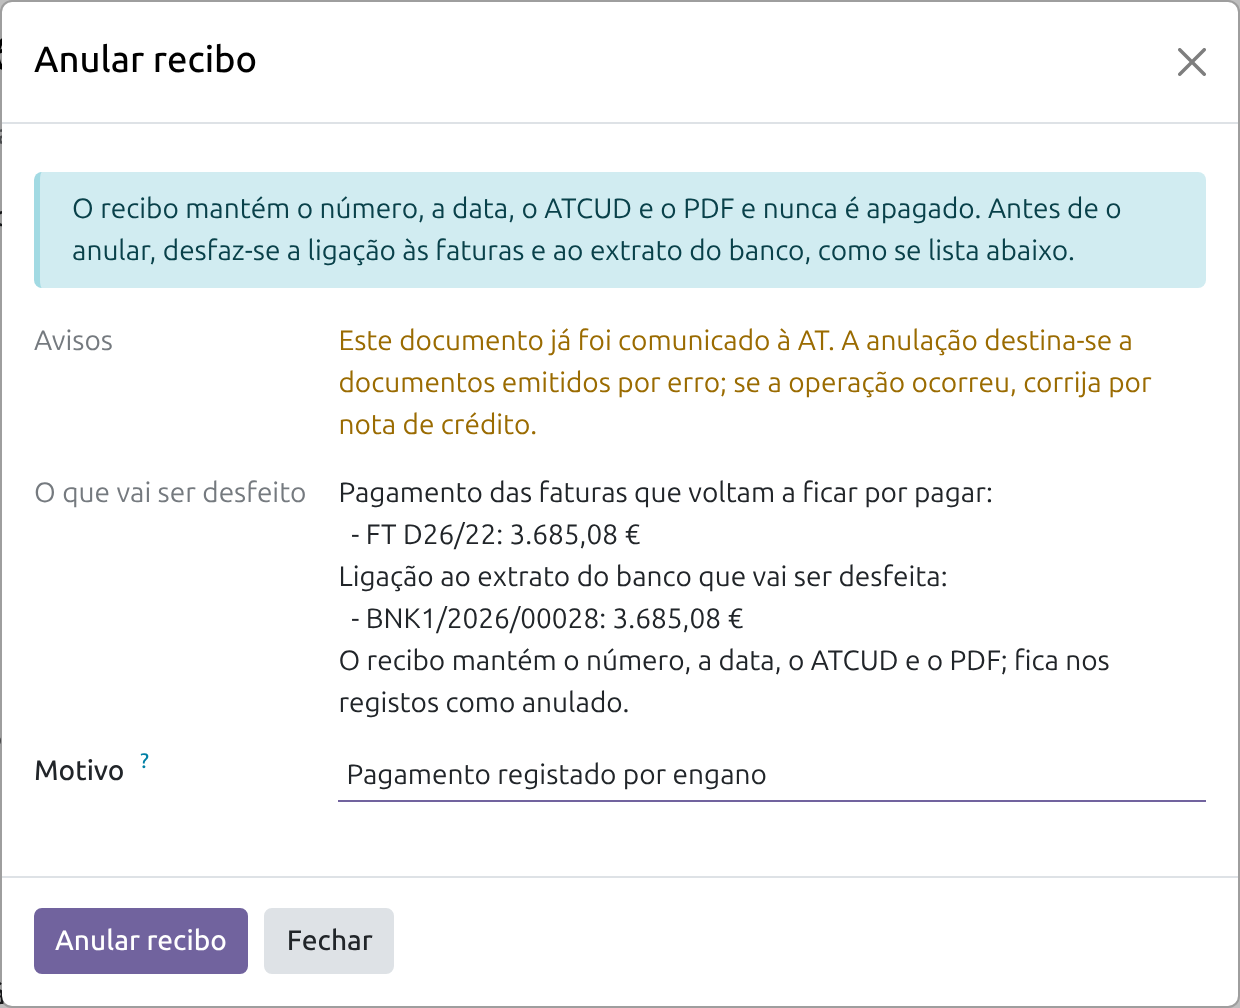 Anular recibo
O recibo mantém o número, a data, o ATCUD e o PDF e nunca é apagado. Antes de o
anular, desfaz-se a ligação às faturas e ao extrato do banco, como se lista abaixo.
Avisos
Este documento já foi comunicado à AT. A anulação destina-se a
documentos emitidos por erro; se a operação ocorreu, corrija por
nota de crédito.
O que vai ser desfeito
Pagamento das faturas que voltam a ficar por pagar:
- FT D26/22: 3.685,08 €
Ligação ao extrato do banco que vai ser desfeita:
- BNK1/2026/00028: 3.685,08 €
O recibo mantém o número, a data, o ATCUD e o PDF; fica nos
registos como anulado.
Motivo ?
Pagamento registado por engano
Anular recibo
Fechar